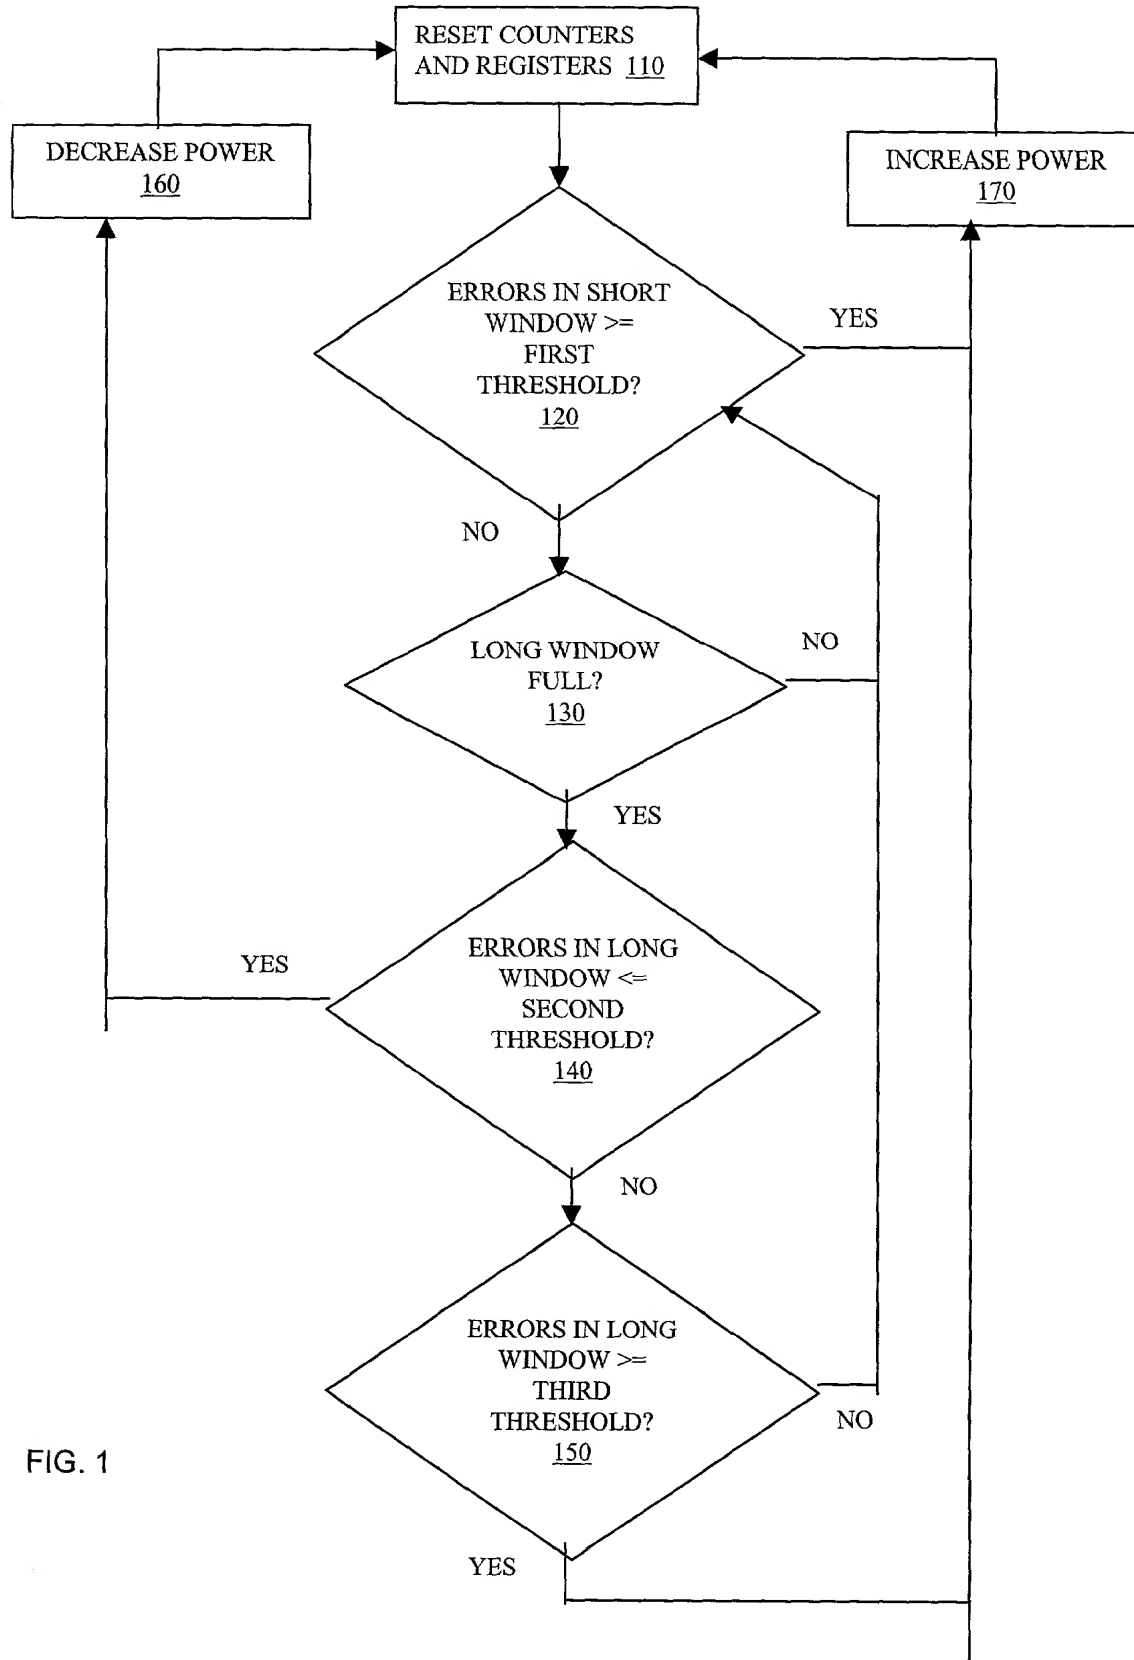 RESET COUNTERS
AND REGISTERS 110
DECREASE POWER
160
INCREASE POWER
170
ERRORS IN SHORT
WINDOW >=
FIRST
THRESHOLD?
120
YES
NO
LONG WINDOW
FULL?
130
NO
YES
ERRORS IN LONG
WINDOW <=
SECOND
THRESHOLD?
140
YES
NO
ERRORS IN LONG
WINDOW >=
THIRD
THRESHOLD?
150
NO
YES
FIG. 1